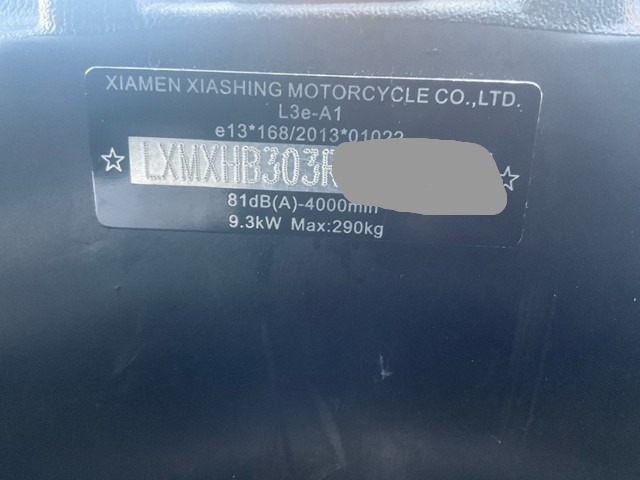 XIAMEN XIASHING MOTORCYCLE CO.,LTD.
L3e-A1
e13*168/2013*01022
☆ LXMXHB303R ☆
81dB(A)-4000min
9.3kW Max:290kg